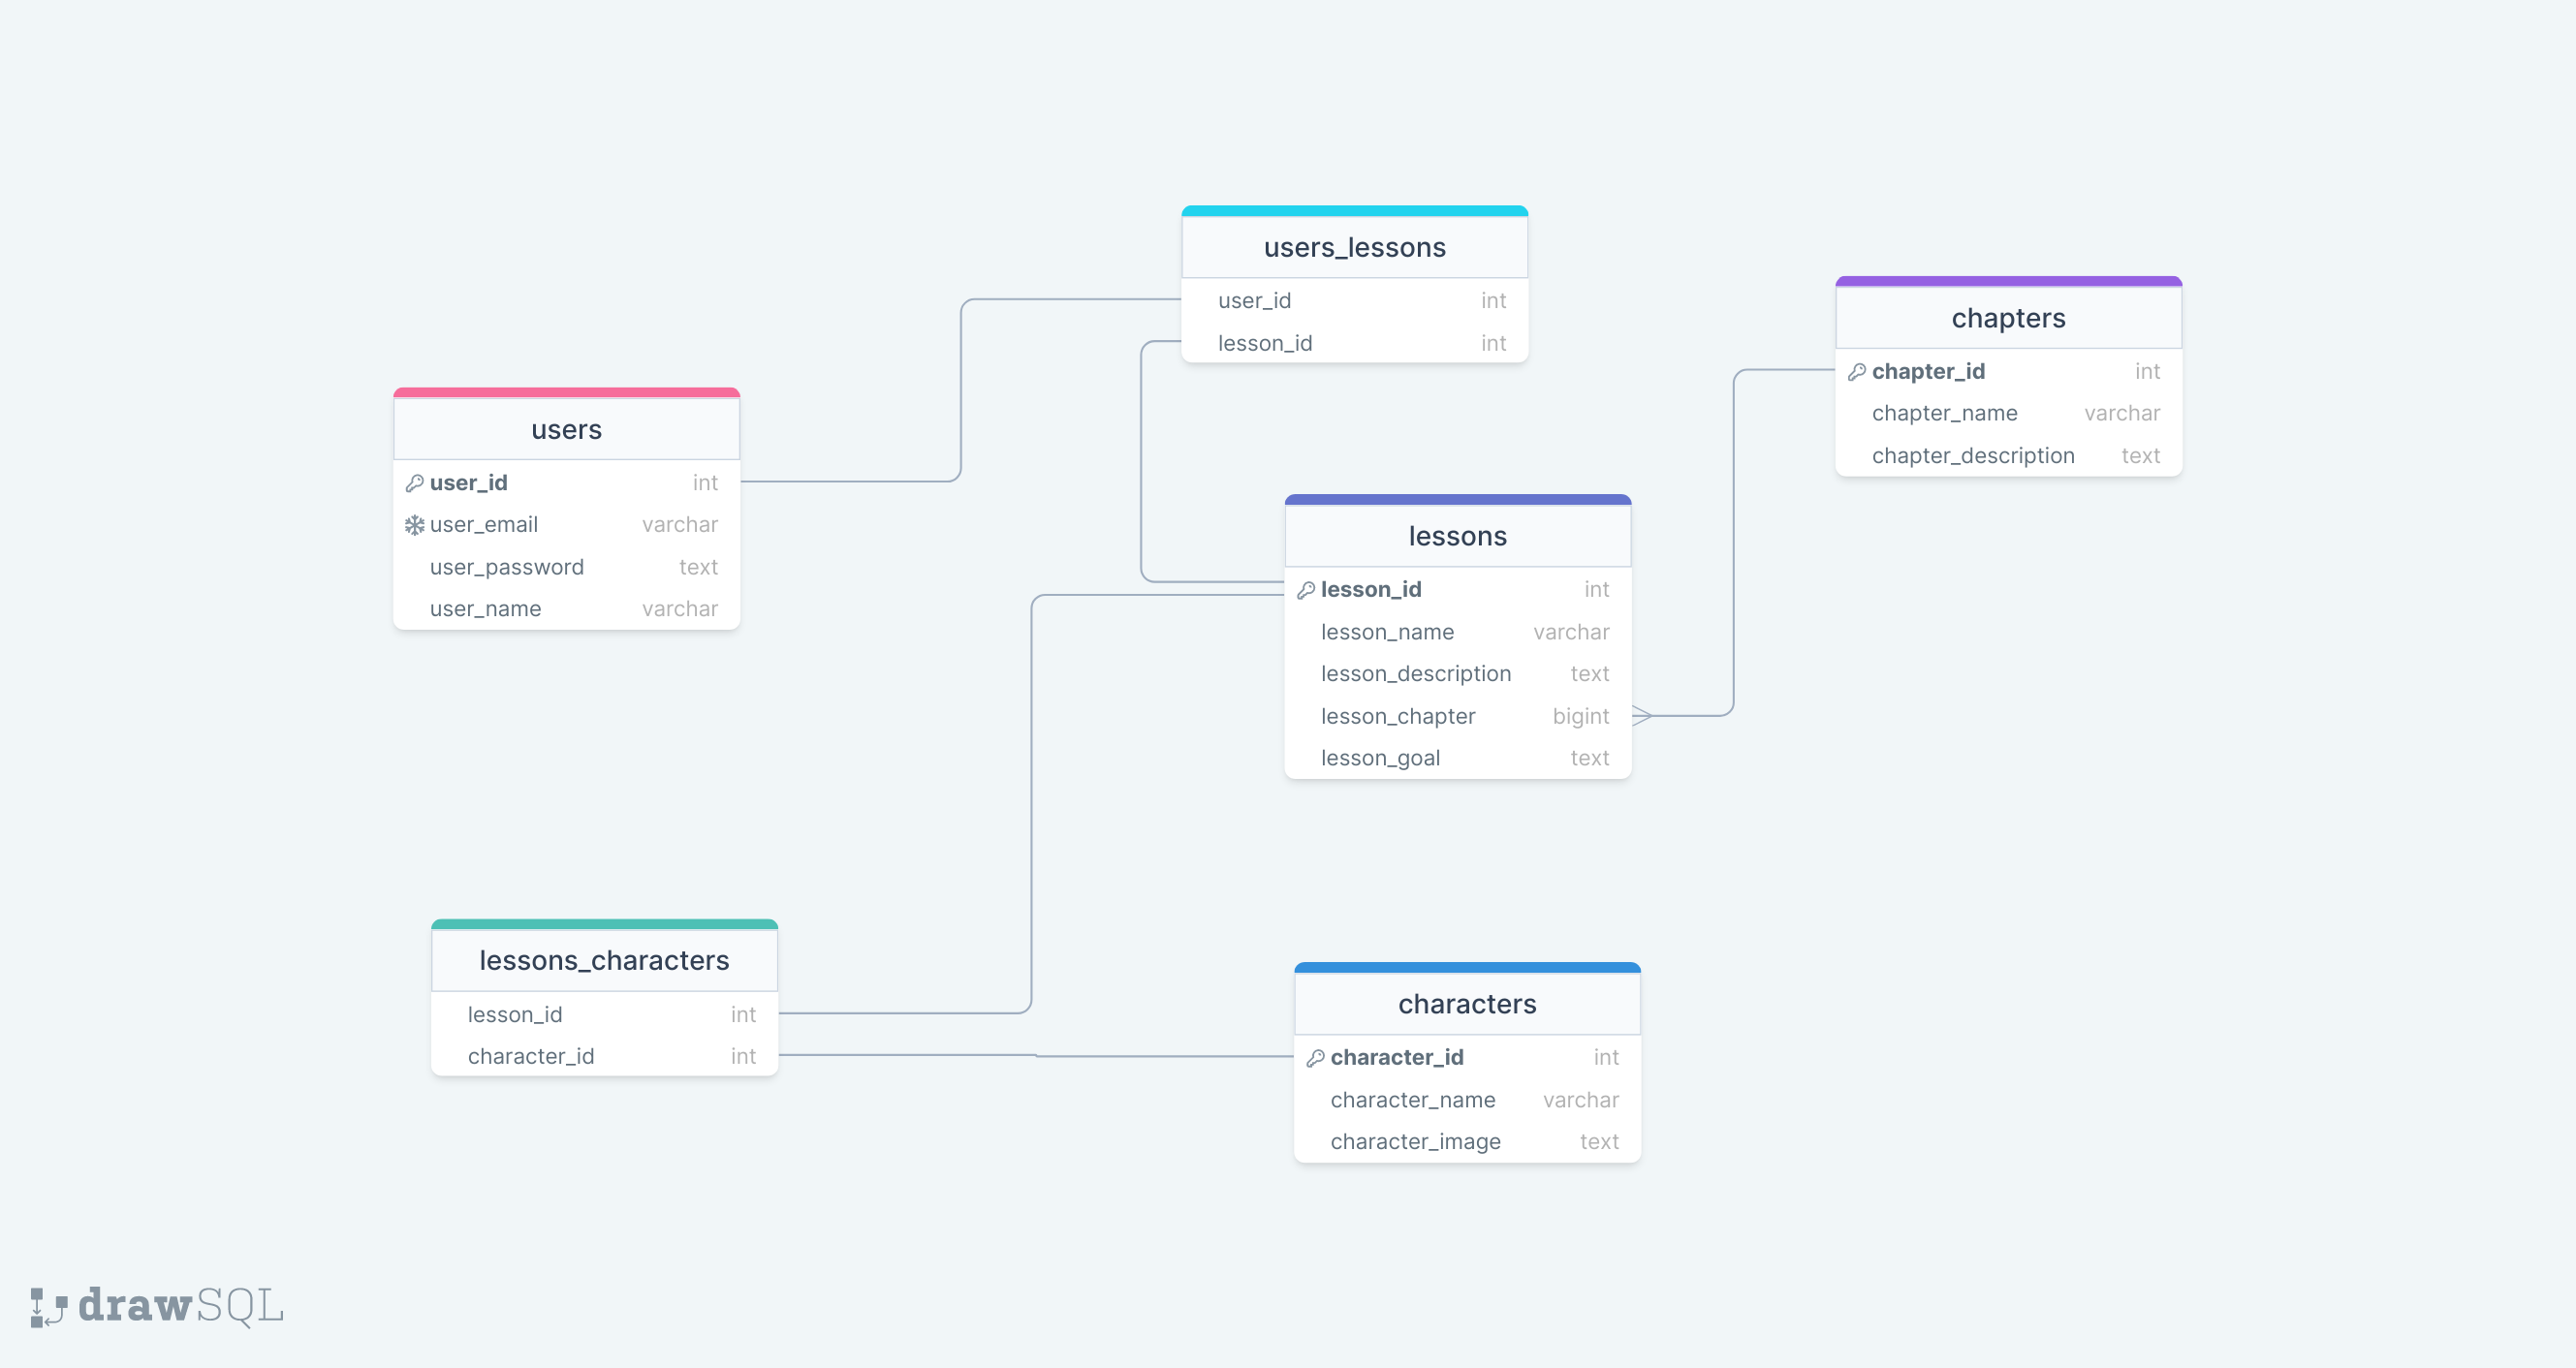 users_lessons
user_id int
lesson_id int
chapters
chapter_id int
chapter_name varchar
chapter_description text
users
user_id int
user_email varchar
user_password text
user_name varchar
lessons
lesson_id int
lesson_name varchar
lesson_description text
lesson_chapter bigint
lesson_goal text
lessons_characters
lesson_id int
character_id int
characters
character_id int
character_name varchar
character_image text
drawSQL